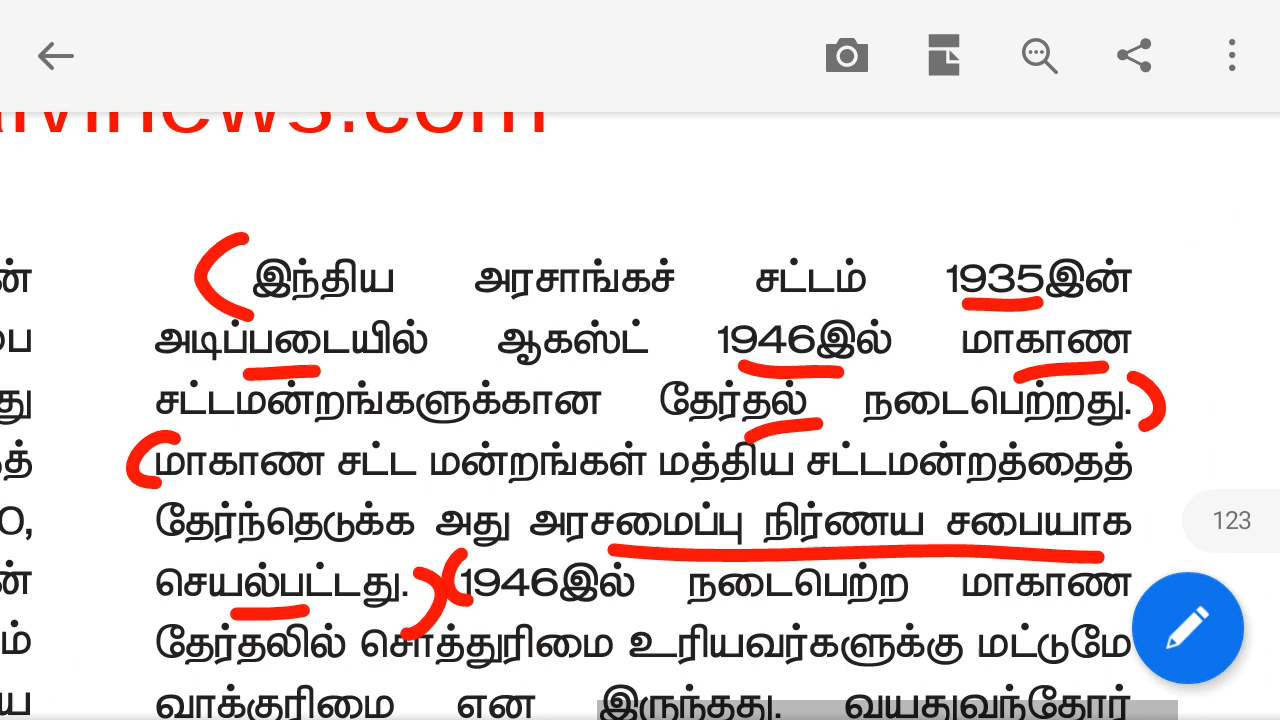 இந்திய அரசாங்கச் சட்டம் 1935இன்
அடிப்படையில் ஆகஸ்ட் 1946இல் மாகாண
சட்டமன்றங்களுக்கான தேர்தல் நடைபெற்றது.
மாகாண சட்ட மன்றங்கள் மத்திய சட்டமன்றத்தைத்
தேர்ந்தெடுக்க அது அரசமைப்பு நிர்ணய சபையாக
123
செயல்பட்டது. 1946இல் நடைபெற்ற மாகாண
தேர்தலில் சொத்துரிமை உரியவர்களுக்கு மட்டுமே
வாக்குரிமை என இருந்தது. வயதுவந்தோர்